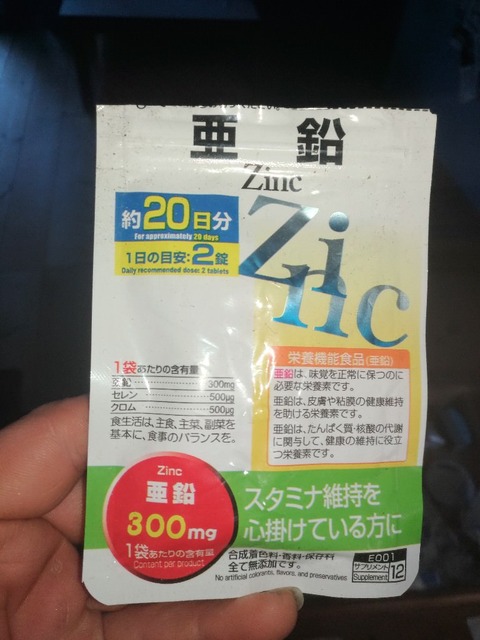 亜鉛
Zinc
Zinc
約20日分
For approximately 20 days
1日の目安:2錠
Daily recommended dose: 2 tablets
栄養機能食品(亜鉛)
亜鉛は、味覚を正常に保つのに
必要な栄養素です。
亜鉛は、皮膚や粘膜の健康維持
を助ける栄養素です。
亜鉛は、たんぱく質・核酸の代謝
に関与して、健康の維持に役立
つ栄養素です。
1袋あたりの含有量
亜鉛 300mg
セレン 500μg
クロム 500μg
食生活は、主食、主菜、副菜を
基本に、食事のバランスを。
Zinc
亜鉛
300mg
1袋あたりの含有量
Content per product
スタミナ維持を
心掛けている方に
合成着色料・香料・保存料
全て無添加です。
No artificial colorants, flavors, and preservatives
E001
サプリメント
Supplement 12